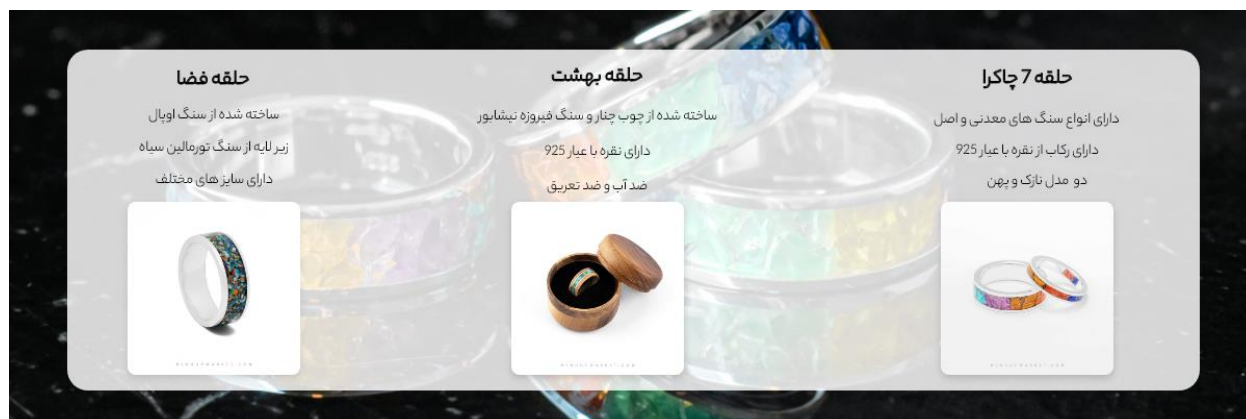 حلقه 7 چاکرا
دارای انواع سنگ های معدنی و اصل
دارای رکاب از نقره با عیار 925
دو مدل نازک و پهن
حلقه بهشت
ساخته شده از چوب چنار و سنگ فیروزه نیشابور
دارای نقره با عیار 925
ضد آب و ضد تعریق
حلقه فضا
ساخته شده از سنگ اوپال
زیر لایه از سنگ تورمالین سیاه
دارای سایز های مختلف